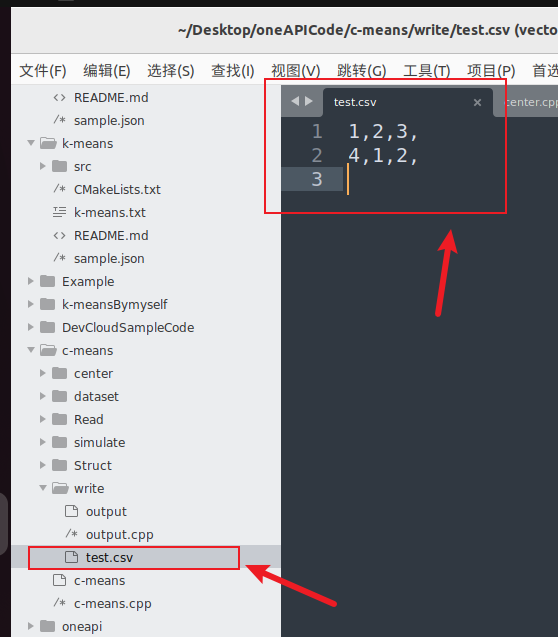 ~/Desktop/oneAPICode/c-means/write/test.csv (vecto
文件(F) 编辑(E) 选择(S) 查找(I) 视图(V) 跳转(G) 工具(T) 项目(P) 首选
README.md
sample.json
k-means
src
CMakeLists.txt
k-means.txt
README.md
sample.json
Example
k-meansBymyself
DevCloudSampleCode
c-means
center
dataset
Read
simulate
Struct
write
output
output.cpp
test.csv
c-means
c-means.cpp
oneapi
test.csv × center.cpp
1 1,2,3,
2 4,1,2,
3